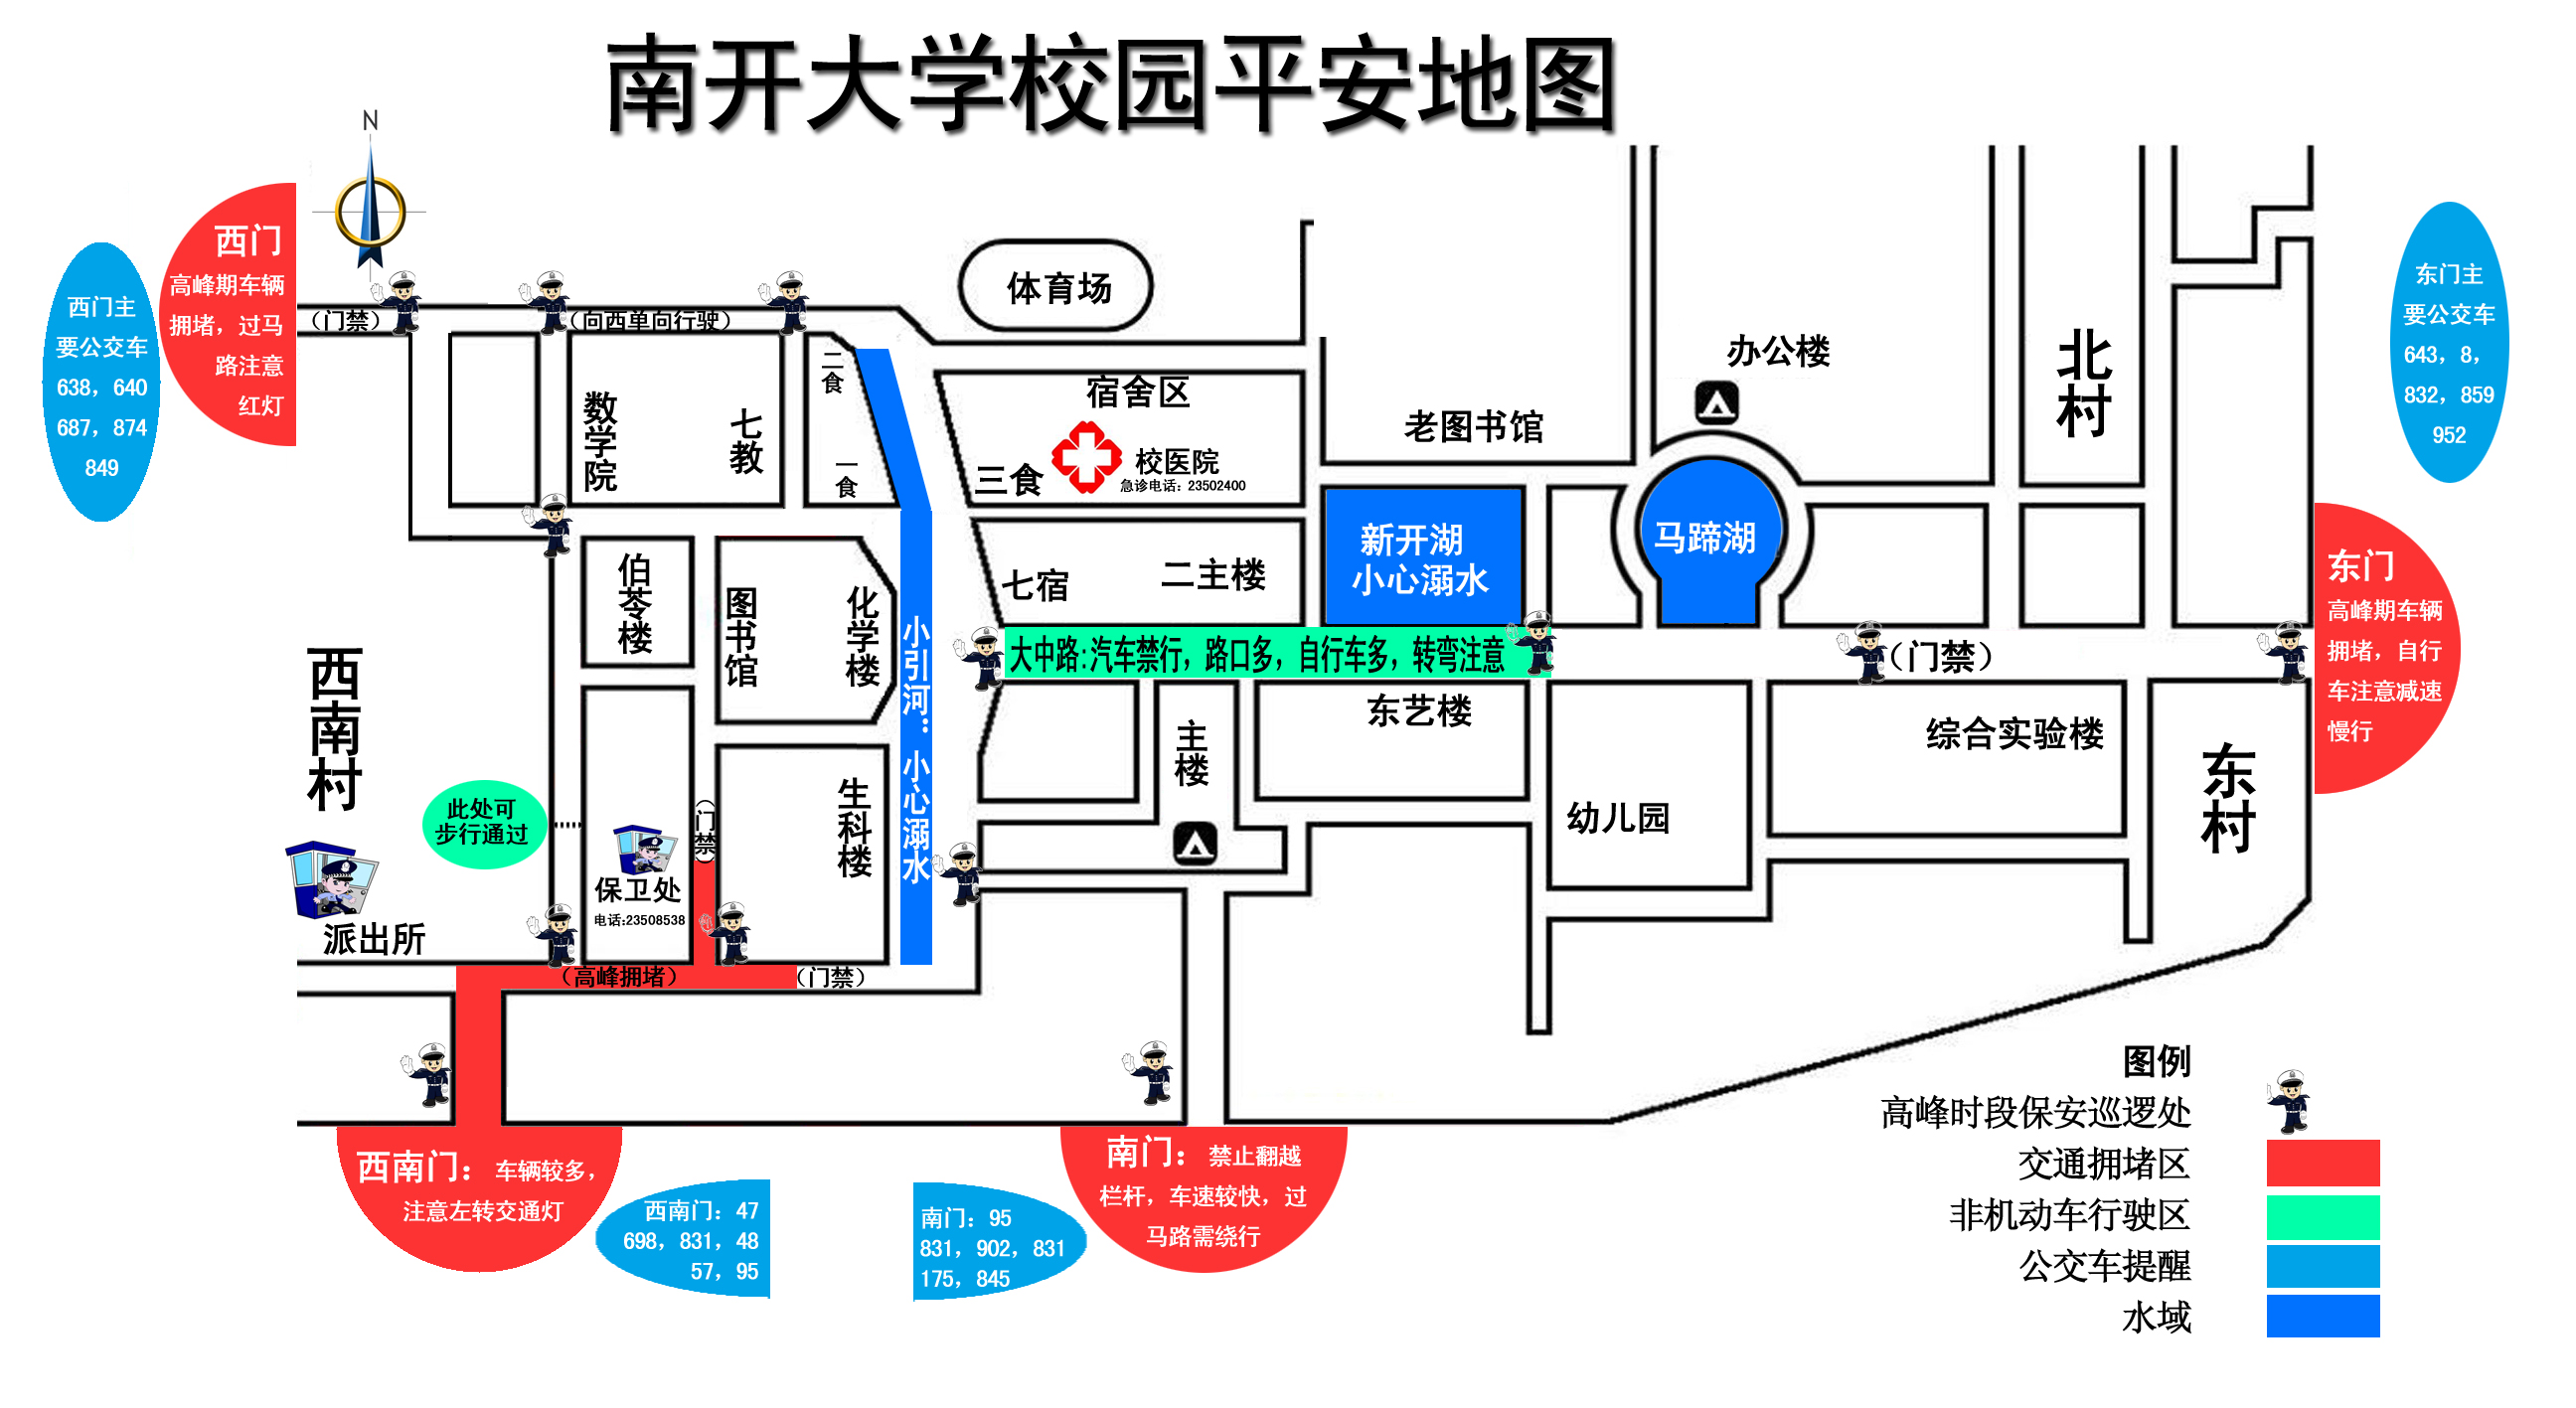 南开大学校园平安地图
N
西门
高峰期车辆
拥堵，过马
路注意
红灯
西门主
要公交车
638，640
687，874
849
（门禁）
（向西单向行驶）
体育场
宿舍区
三食
校医院
急诊电话：23502400
二食
一食
数学院
七教
老图书馆
办公楼
北村
东门主
要公交车
643，8，
832，859
952
新开湖
小心溺水
马蹄湖
伯苓楼
图书馆
化学楼
小引河：小心溺水
七宿
二主楼
大中路:汽车禁行，路口多，自行车多，转弯注意
（门禁）
东门
高峰期车辆
拥堵，自行
车注意减速
慢行
西南村
主楼
东艺楼
幼儿园
综合实验楼
东村
此处可
步行通过
（门禁）
生科楼
保卫处
电话:23508538
派出所
（高峰拥堵）
（门禁）
西南门：车辆较多，
注意左转交通灯
西南门：47
698，831，48
57，95
南门：95
831，902，831
175，845
南门：禁止翻越
栏杆，车速较快，过
马路需绕行
图例
高峰时段保安巡逻处
交通拥堵区
非机动车行驶区
公交车提醒
水域